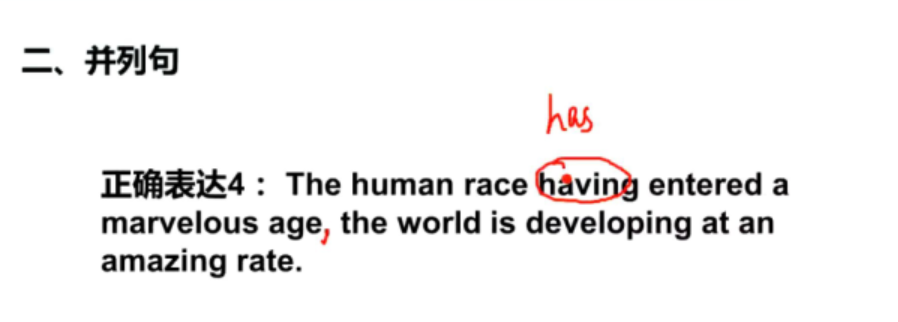 二、并列句
has
正确表达4： The human race having entered a
marvelous age, the world is developing at an
amazing rate.